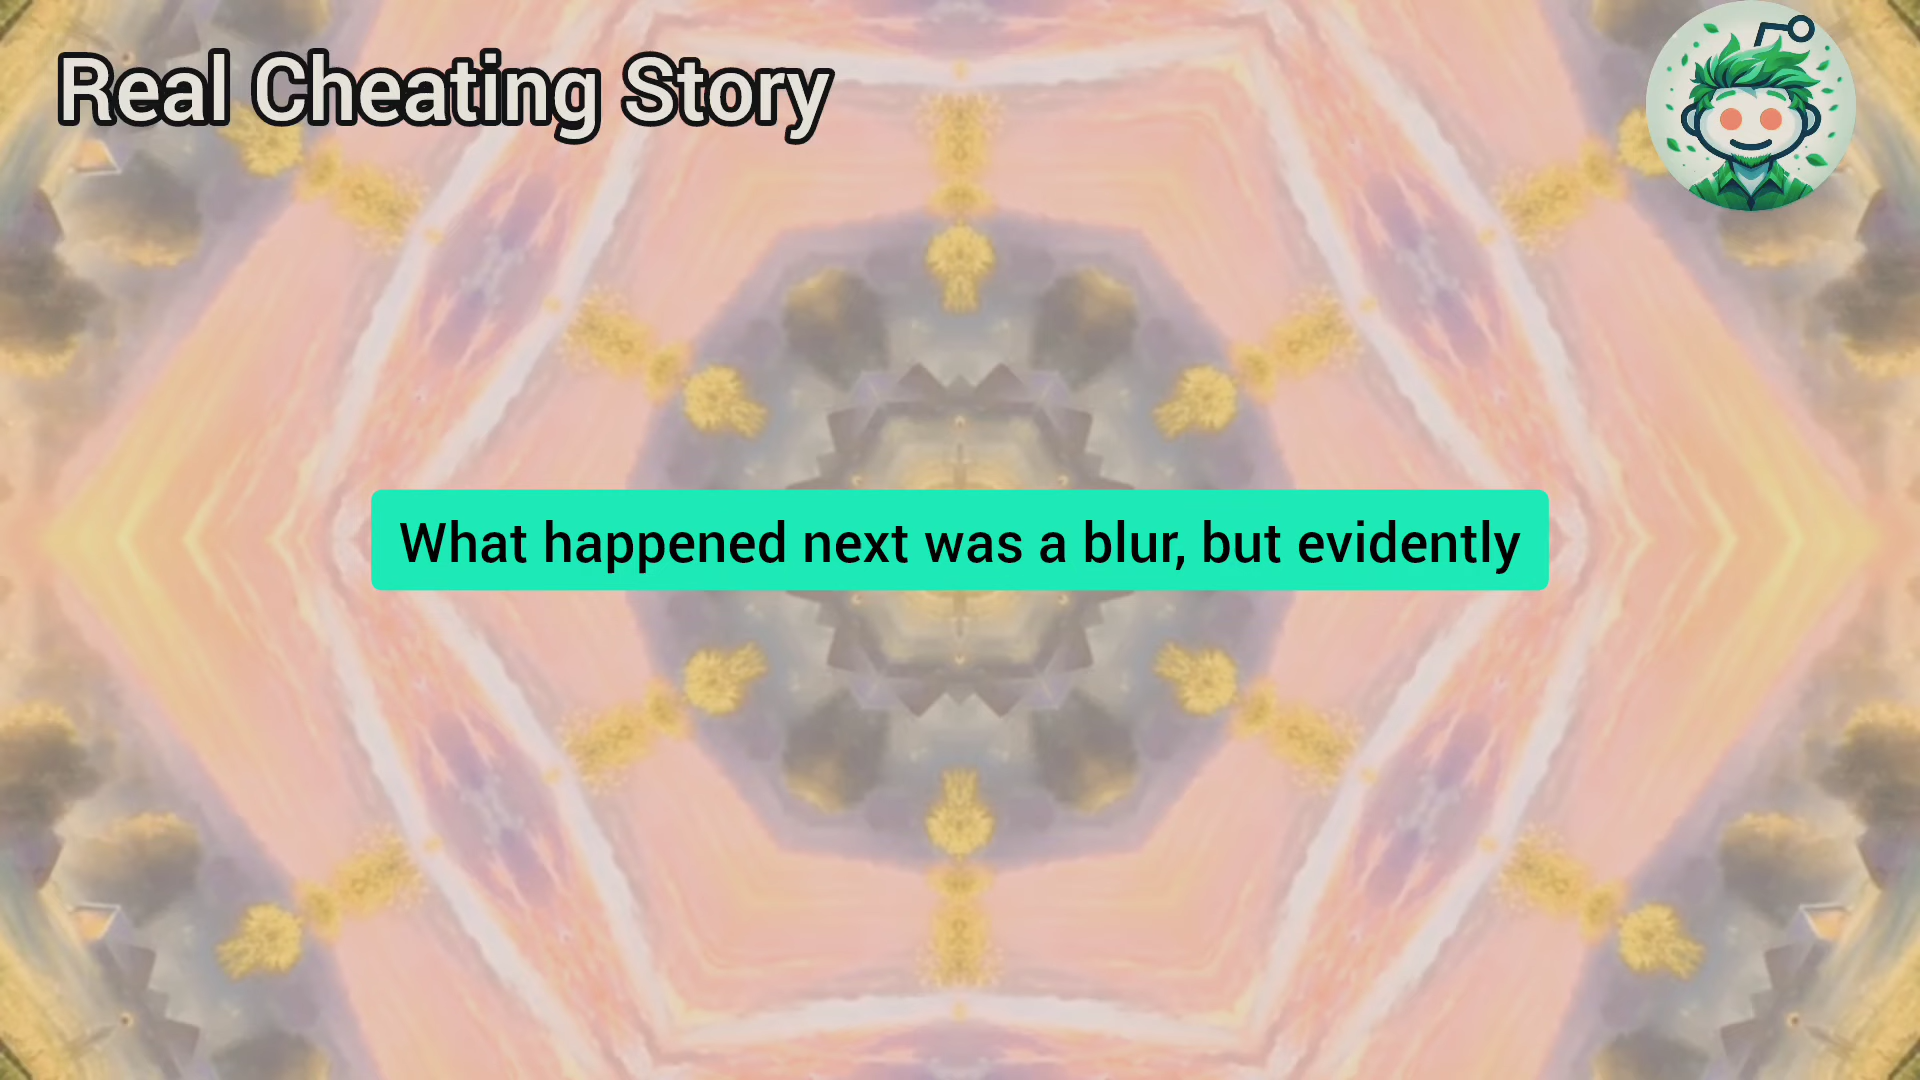 Real Cheating Story
What happened next was a blur, but evidently